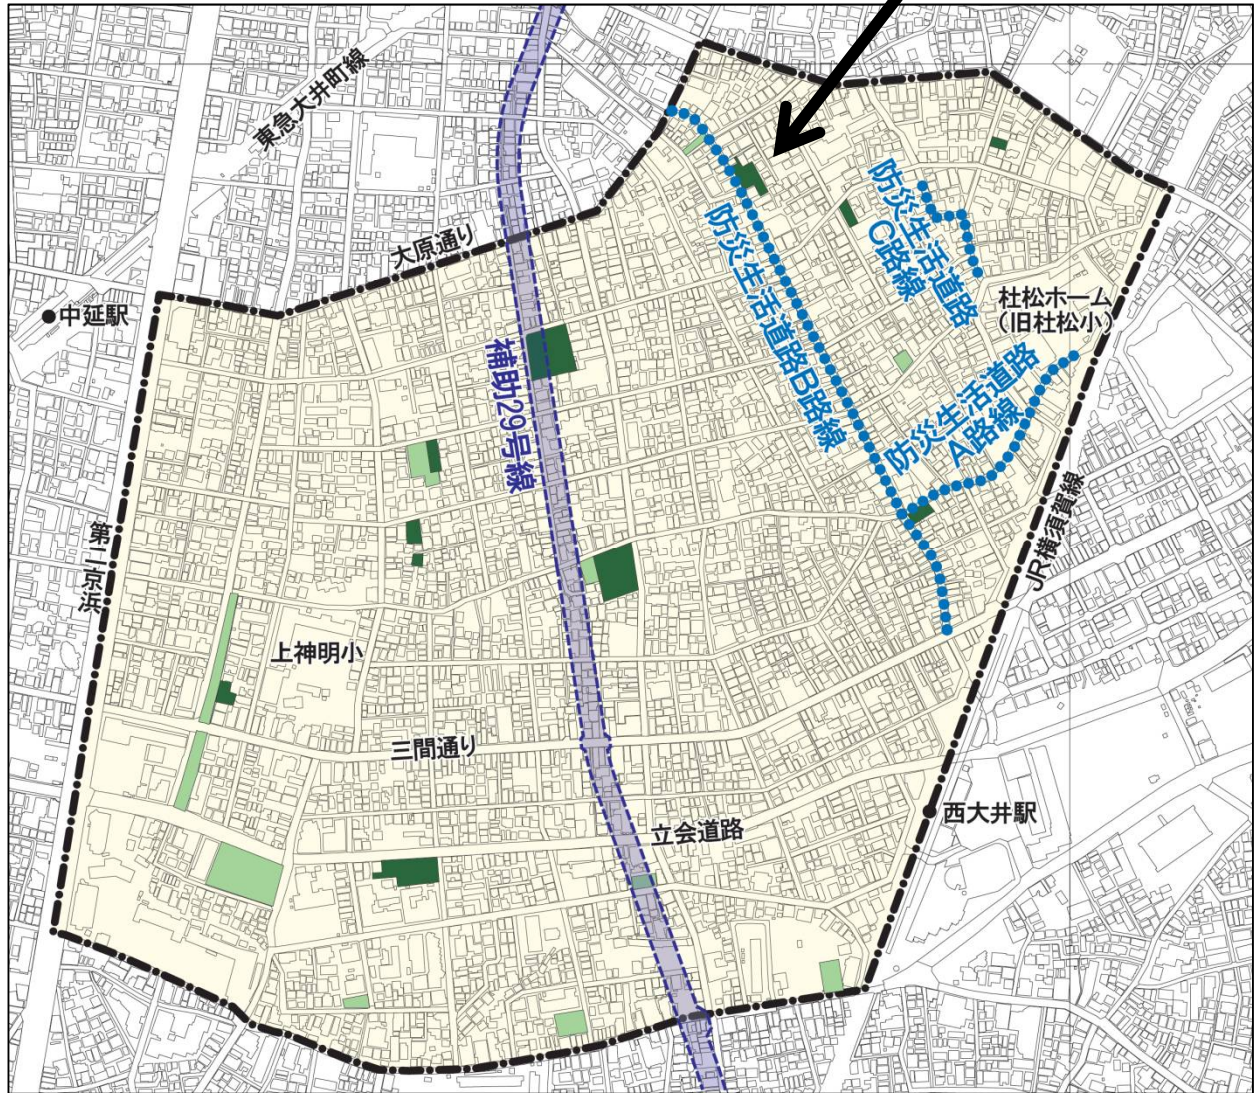 東急大井町線
大原通り
中延駅
防災生活道路
C路線
防災生活道路B路線
杜松ホーム
(旧杜松小)
防災生活道路
A路線
補助29号線
第二京浜
JR横須賀線
上神明小
三間通り
立会道路
西大井駅